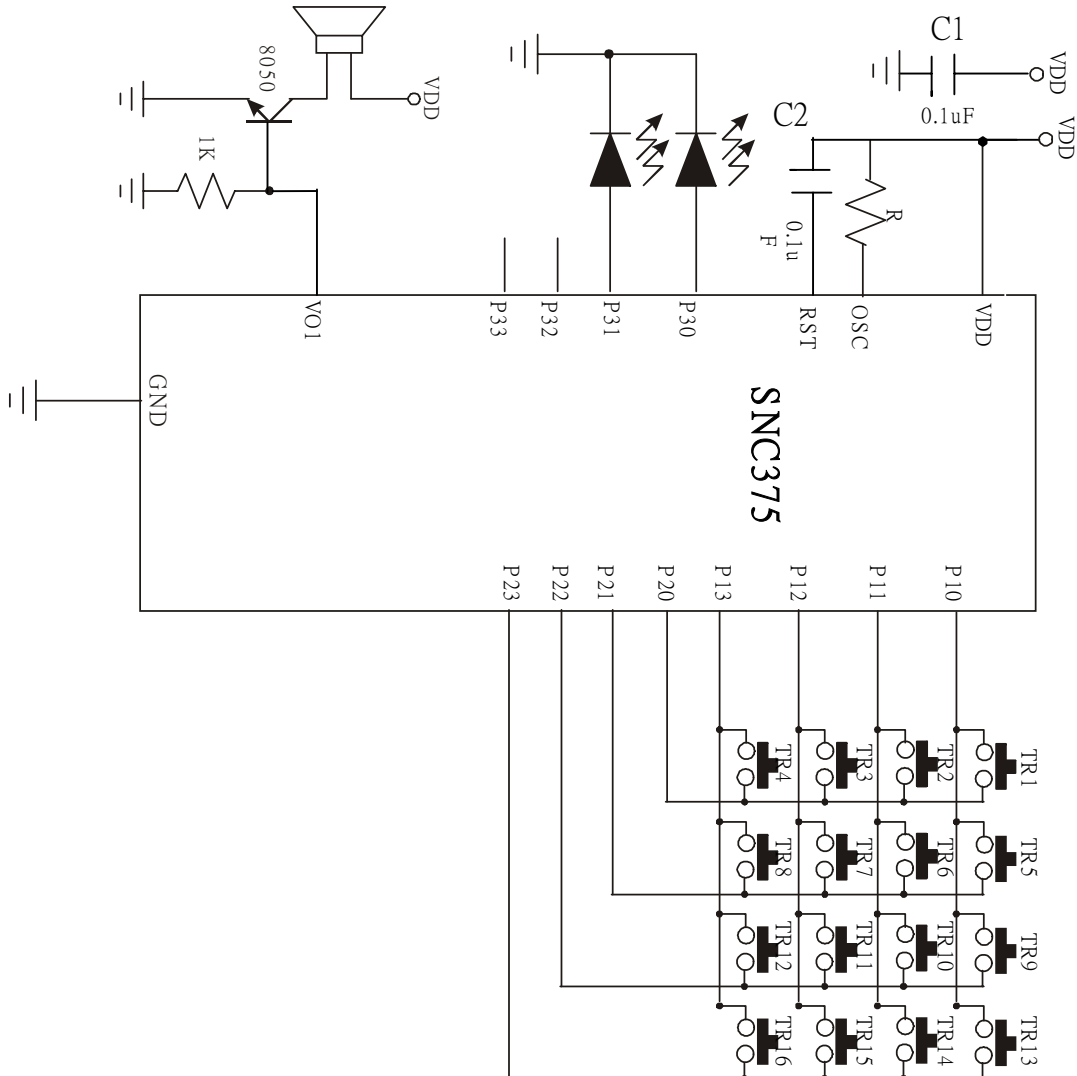 C1
VDD
0.1uF
C2
VDD
8050
VDD
1K
R
0.1u
F
VO1
P33
P32
P31
P30
RST
OSC
VDD
GND
SNC375
P23
P22
P21
P20
P13
P12
P11
P10
TR4
TR3
TR2
TR1
TR8
TR7
TR6
TR5
TR12
TR11
TR10
TR9
TR16
TR15
TR14
TR13